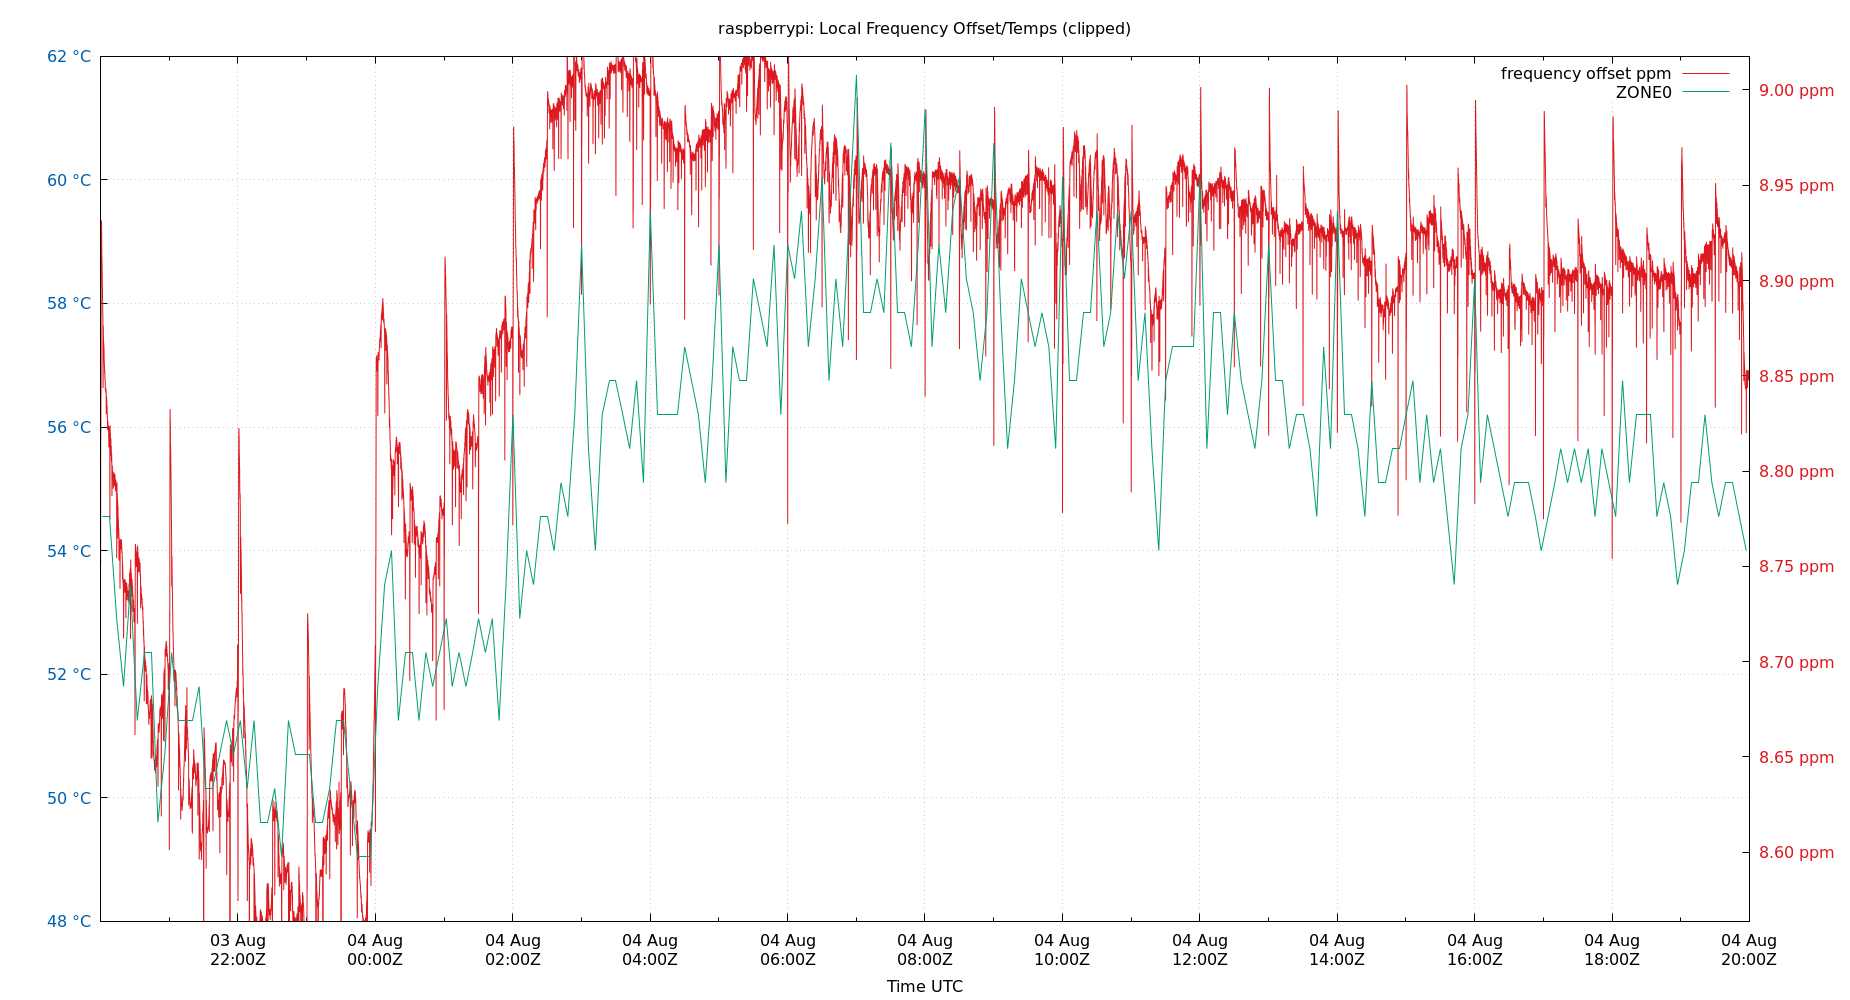 raspberrypi: Local Frequency Offset/Temps (clipped)
62 °C
60 °C
58 °C
56 °C
54 °C
52 °C
50 °C
48 °C
frequency offset ppm
ZONE0
9.00 ppm
8.95 ppm
8.90 ppm
8.85 ppm
8.80 ppm
8.75 ppm
8.70 ppm
8.65 ppm
8.60 ppm
03 Aug
22:00Z
04 Aug
00:00Z
04 Aug
02:00Z
04 Aug
04:00Z
04 Aug
06:00Z
04 Aug
08:00Z
04 Aug
10:00Z
04 Aug
12:00Z
04 Aug
14:00Z
04 Aug
16:00Z
04 Aug
18:00Z
04 Aug
20:00Z
Time UTC